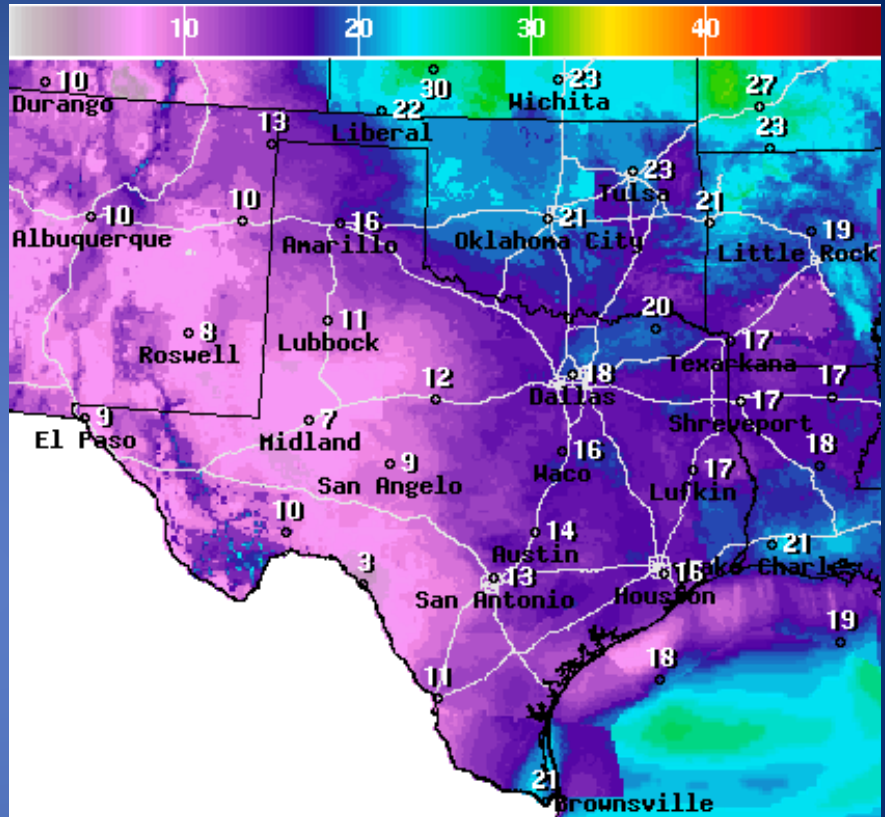 10 20 30 40
10
Durango
30
23
Wichita
27
22
Liberal
13
23
23
Tulsa
10
Albuquerque
10
16
Amarillo
21
Oklahoma City
21
19
Little Rock
8
Roswell
11
Lubbock
20
17
Texarkana
18
Dallas
12
17
Shreveport
17
9
El Paso
7
Midland
9
San Angelo
16
Waco
17
Lufkin
18
10
14
Austin
21
Charles
3
13
San Antonio
16
Houston
19
18
11
21
Brownsville